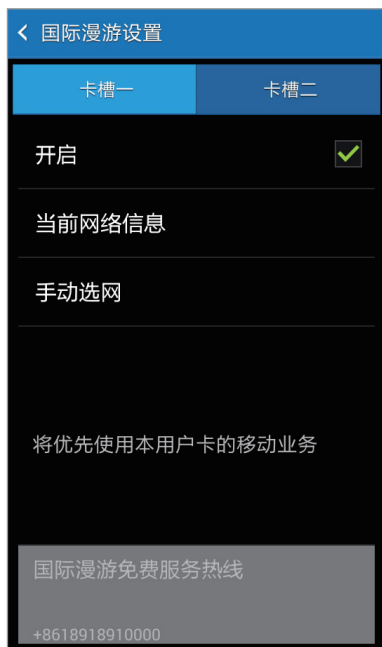 国际漫游设置
卡槽一 卡槽二
开启
当前网络信息
手动选网
将优先使用本用户卡的移动业务
国际漫游免费服务热线
+8618918910000